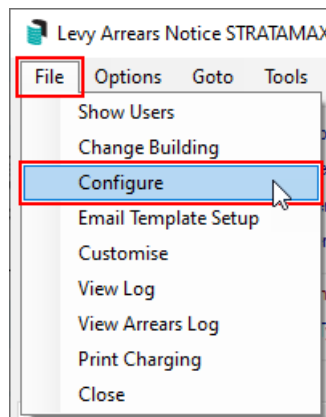 Levy Arrears Notice STRATAMAX
File Options Goto Tools
Show Users
Change Building
Configure
Email Template Setup
Customise
View Log
View Arrears Log
Print Charging
Close